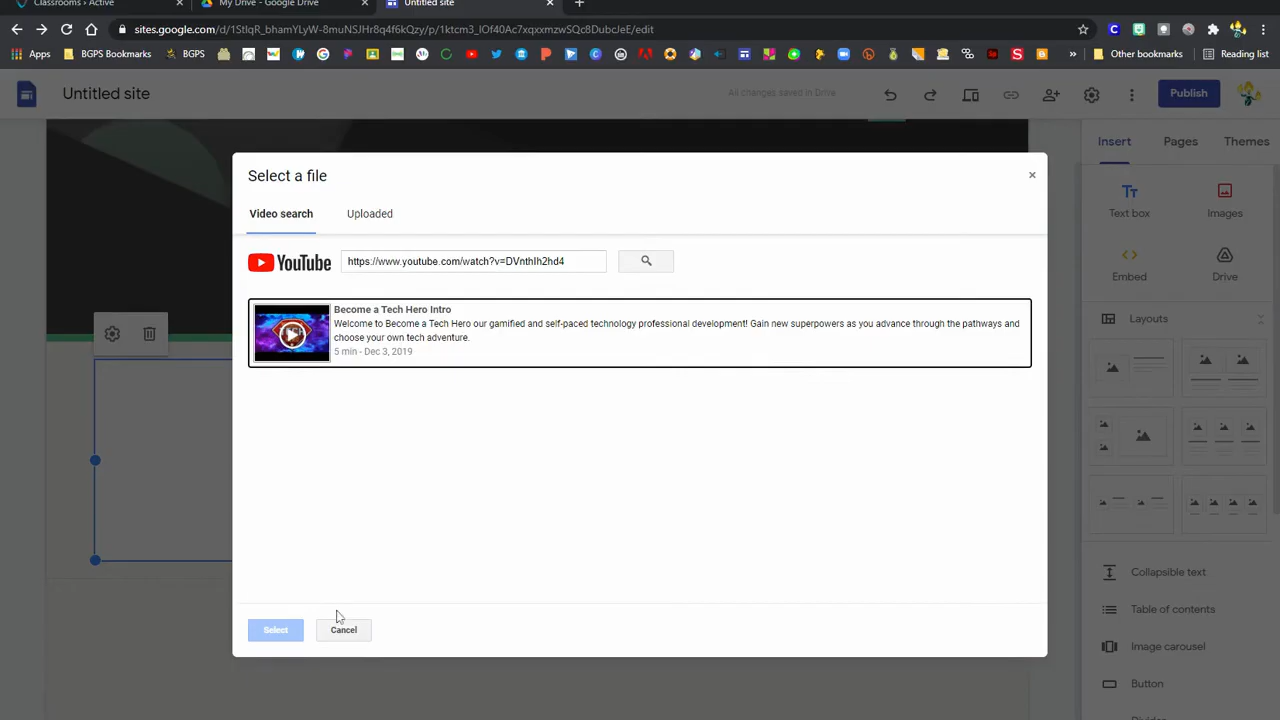 Classrooms › Active
My Drive - Google Drive
Untitled site
sites.google.com/d/1StlqR_bhamYLyW-8muNSJHr8q4f6kQzy/p/1ktcm3_lOf40Ac7xqxxmzwSQc8DubcJeE/edit
Apps
BGPS Bookmarks
BGPS
Other bookmarks
Reading list
Untitled site
All changes saved in Drive
Publish
Select a file
Insert
Pages
Themes
Video search
Uploaded
Text box
Images
YouTube
https://www.youtube.com/watch?v=DVnthIh2hd4
Embed
Drive
Become a Tech Hero Intro
Welcome to Become a Tech Hero our gamified and self-paced technology professional development! Gain new superpowers as you advance through the pathways and
choose your own tech adventure.
5 min - Dec 3, 2019
Layouts
Collapsible text
Table of contents
Select
Cancel
Image carousel
Button